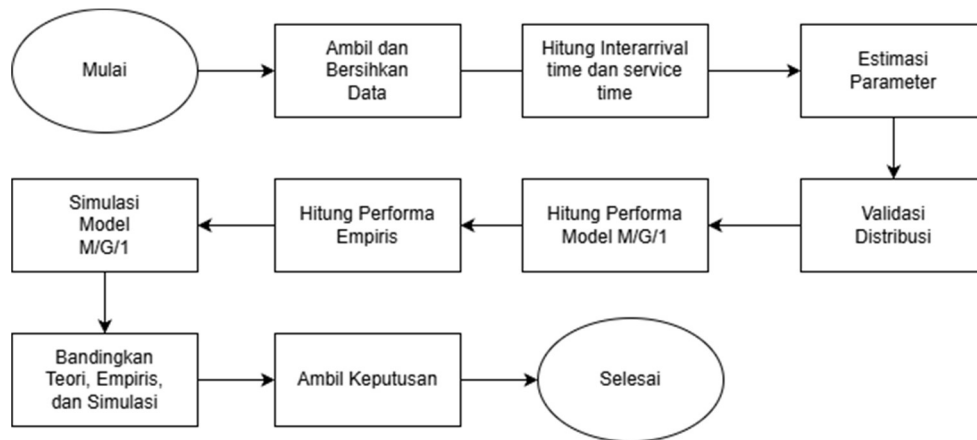 Mulai
Ambil dan
Bersihkan
Data
Hitung Interarrival
time dan service
time
Estimasi
Parameter
Validasi
Distribusi
Hitung Performa
Model M/G/1
Hitung Performa
Empiris
Simulasi
Model
M/G/1
Bandingkan
Teori, Empiris,
dan Simulasi
Ambil Keputusan
Selesai